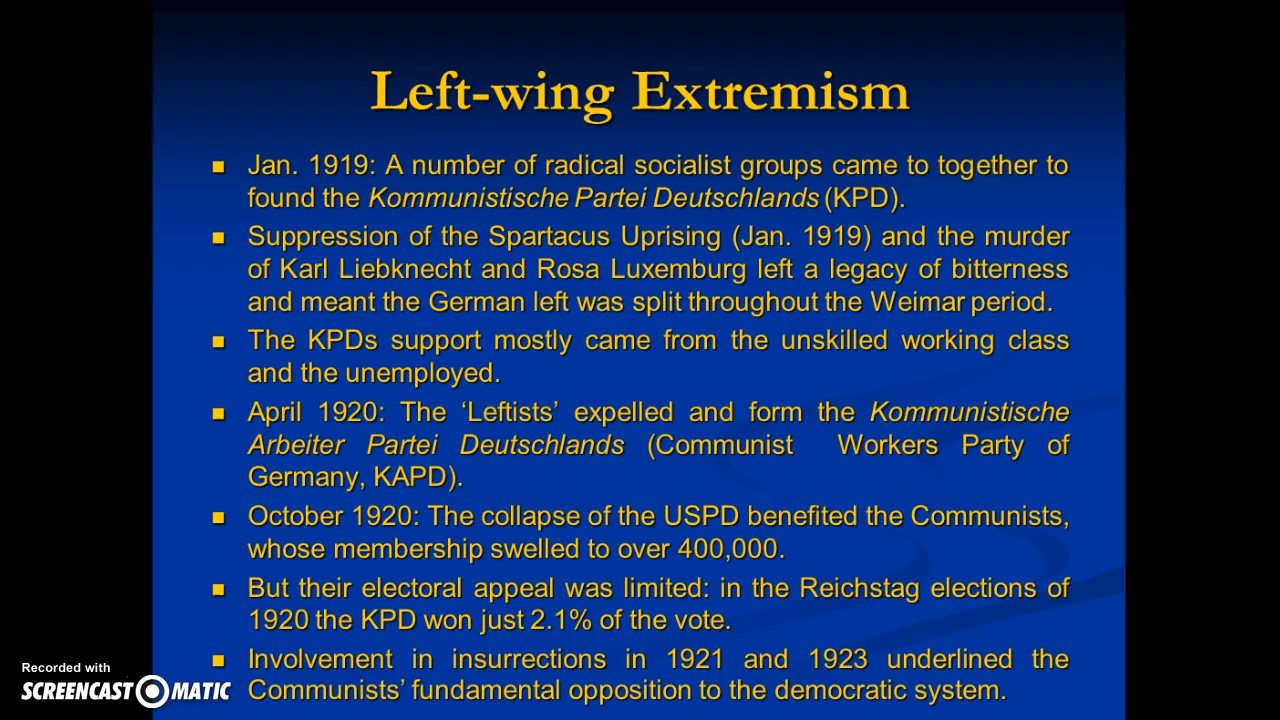 Left-wing Extremism
Jan. 1919: A number of radical socialist groups came to together to
found the Kommunistische Partei Deutschlands (KPD).
Suppression of the Spartacus Uprising (Jan. 1919) and the murder
of Karl Liebknecht and Rosa Luxemburg left a legacy of bitterness
and meant the German left was split throughout the Weimar period.
The KPDs support mostly came from the unskilled working class
and the unemployed.
April 1920: The ‘Leftists’ expelled and form the Kommunistische
Arbeiter Partei Deutschlands (Communist Workers Party of
Germany, KAPD).
October 1920: The collapse of the USPD benefited the Communists,
whose membership swelled to over 400,000.
But their electoral appeal was limited: in the Reichstag elections of
1920 the KPD won just 2.1% of the vote.
Involvement in insurrections in 1921 and 1923 underlined the
Communists’ fundamental opposition to the democratic system.
Recorded with
SCREENCAST O MATIC